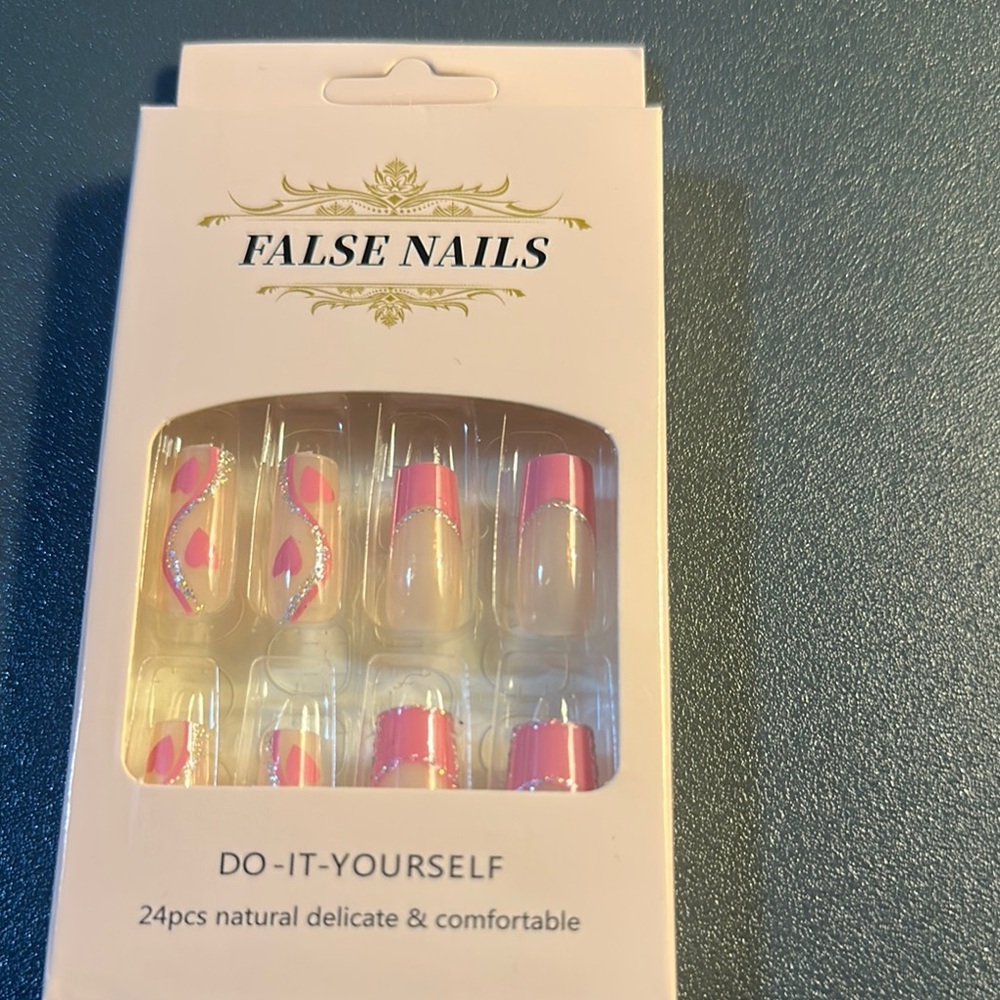 FALSE NAILS
DO-IT-YOURSELF
24pcs natural delicate & comfortable